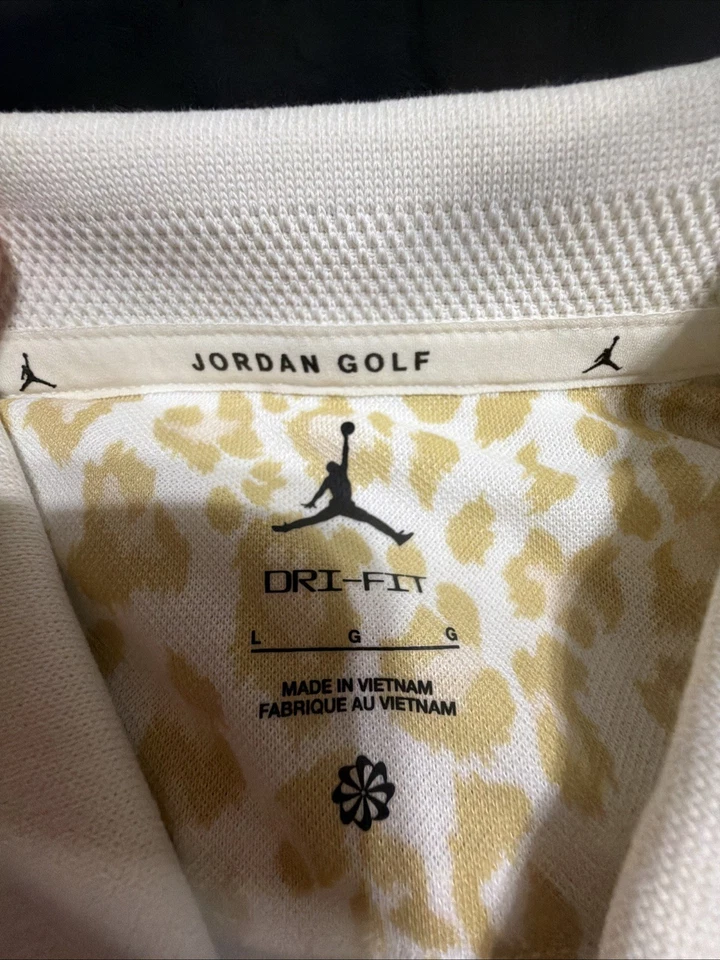 JORDAN GOLF
DRI-FIT
L G G
MADE IN VIETNAM
FABRIQUE AU VIETNAM